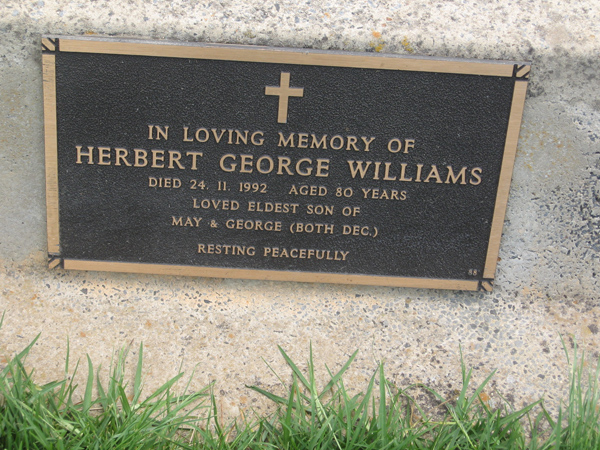 IN LOVING MEMORY OF
HERBERT GEORGE WILLIAMS
DIED 24. 11. 1992 AGED 80 YEARS
LOVED ELDEST SON OF
MAY & GEORGE (BOTH DEC.)
RESTING PEACEFULLY
88